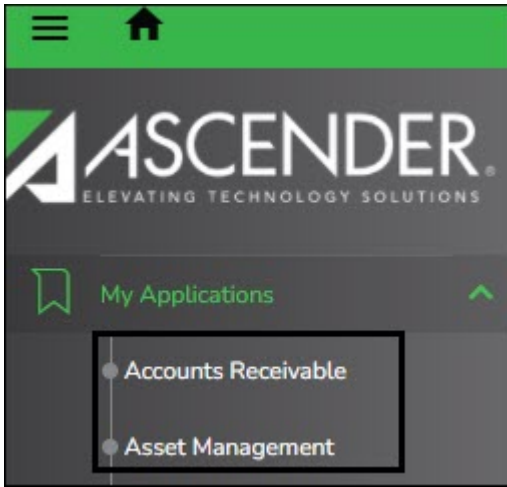 ASCENDER.
ELEVATING TECHNOLOGY SOLUTIONS
My Applications
Accounts Receivable
Asset Management